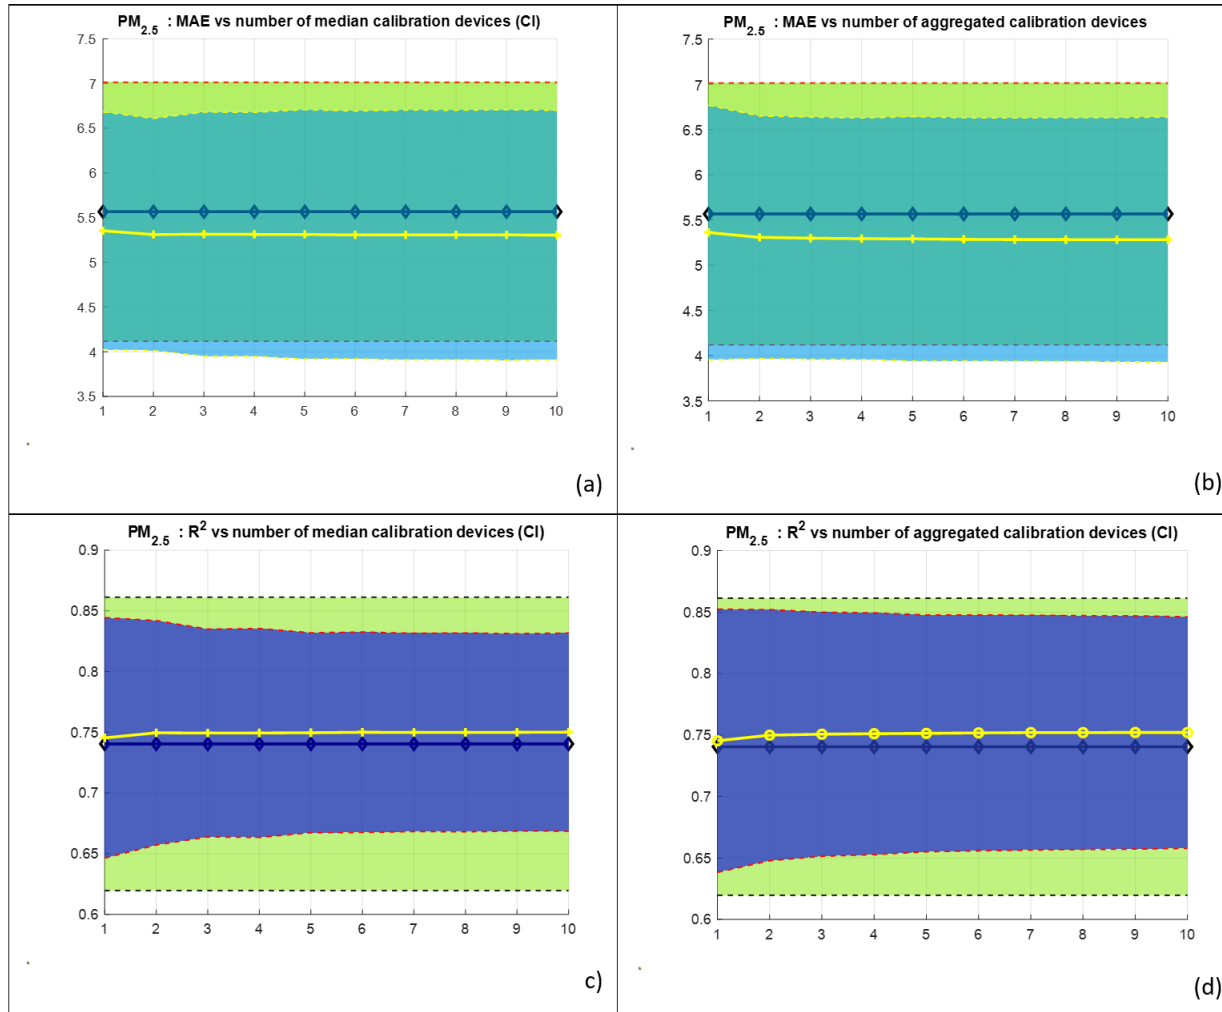 PM2.5 : MAE vs number of median calibration devices (CI)
7.5
7
6.5
6
5.5
5
4.5
4
3.5
1 2 3 4 5 6 7 8 9 10
(a)
PM2.5 : MAE vs number of aggregated calibration devices
7.5
7
6.5
6
5.5
5
4.5
4
3.5
1 2 3 4 5 6 7 8 9 10
(b)
PM2.5 : R2 vs number of median calibration devices (CI)
0.9
0.85
0.8
0.75
0.7
0.65
0.6
1 2 3 4 5 6 7 8 9 10
c)
PM2.5 : R2 vs number of aggregated calibration devices (CI)
0.9
0.85
0.8
0.75
0.7
0.65
0.6
1 2 3 4 5 6 7 8 9 10
(d)